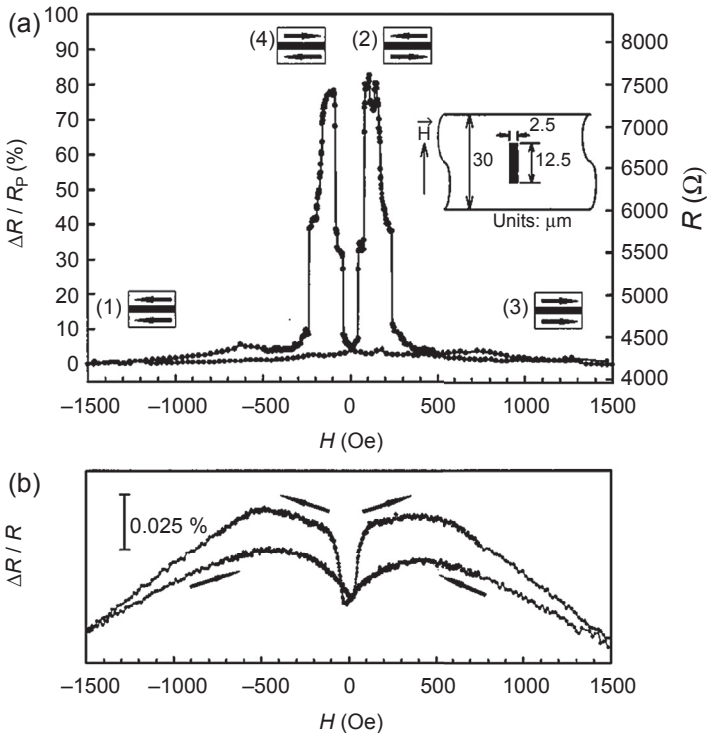 (a)
100
90
80
70
60
50
40
30
20
10
0
ΔR / R_P (%)
(4)
(2)
(1)
(3)
H
30
2.5
12.5
Units: μm
8000
7500
7000
6500
6000
5500
5000
4500
4000
R (Ω)
–1500 –1000 –500 0 500 1000 1500
H (Oe)
(b)
0.025 %
ΔR / R
–1500 –1000 –500 0 500 1000 1500
H (Oe)